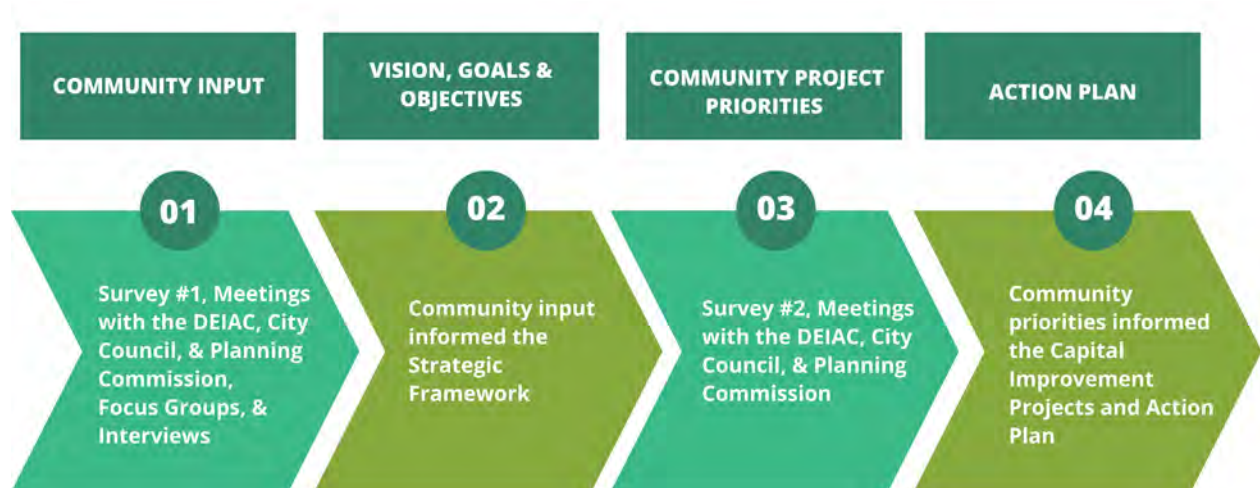 COMMUNITY INPUT
VISION, GOALS &
OBJECTIVES
COMMUNITY PROJECT
PRIORITIES
ACTION PLAN
01
Survey #1, Meetings
with the DEIAC, City
Council, & Planning
Commission,
Focus Groups, &
Interviews
02
Community input
informed the
Strategic
Framework
03
Survey #2, Meetings
with the DEIAC, City
Council, & Planning
Commission
04
Community
priorities informed
the Capital
Improvement
Projects and Action
Plan